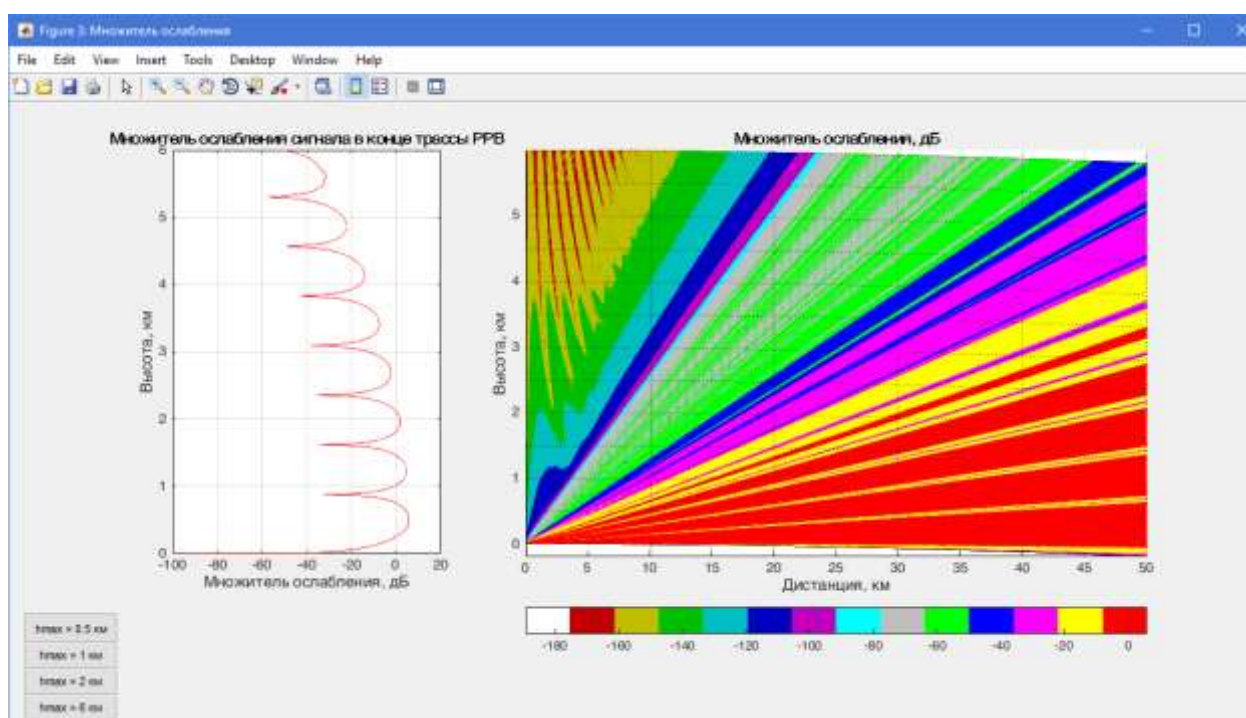 Figure 3: Множитель ослабления
File Edit View Insert Tools Desktop Window Help
Множитель ослабления сигнала в конце трассы РРВ
6
5
4
3
2
1
0
Высота, км
-100 -80 -60 -40 -20 0 20
Множитель ослабления, дБ
Множитель ослабления, дБ
5
4
3
2
1
0
Высота, км
0 5 10 15 20 25 30 35 40 45 50
Дистанция, км
-180 -160 -140 -120 -100 -80 -60 -40 -20 0
hmax = 0.5 км
hmax = 1 км
hmax = 2 км
hmax = 6 км